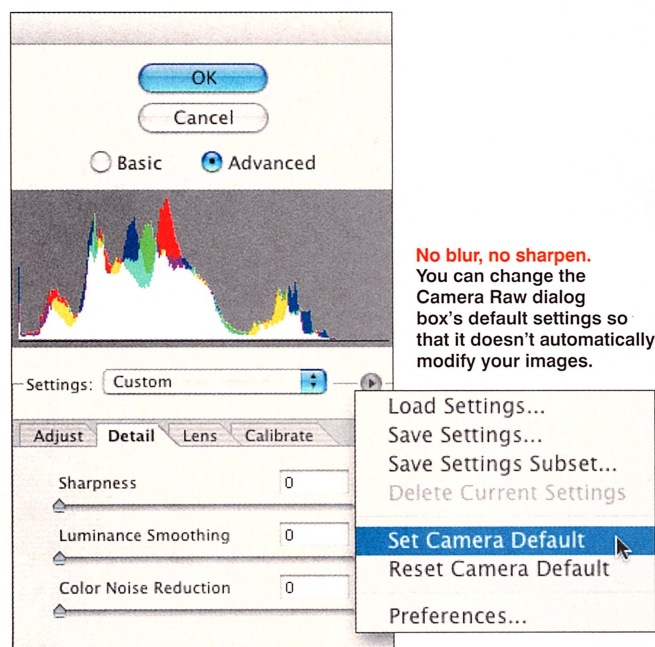 OK
Cancel
Basic Advanced
No blur, no sharpen.
You can change the
Camera Raw dialog
box's default settings so
that it doesn't automatically
modify your images.
Settings: Custom
Load Settings...
Save Settings...
Save Settings Subset...
Delete Current Settings
Set Camera Default
Reset Camera Default
Preferences...
Adjust Detail Lens Calibrate
Sharpness 0
Luminance Smoothing 0
Color Noise Reduction 0